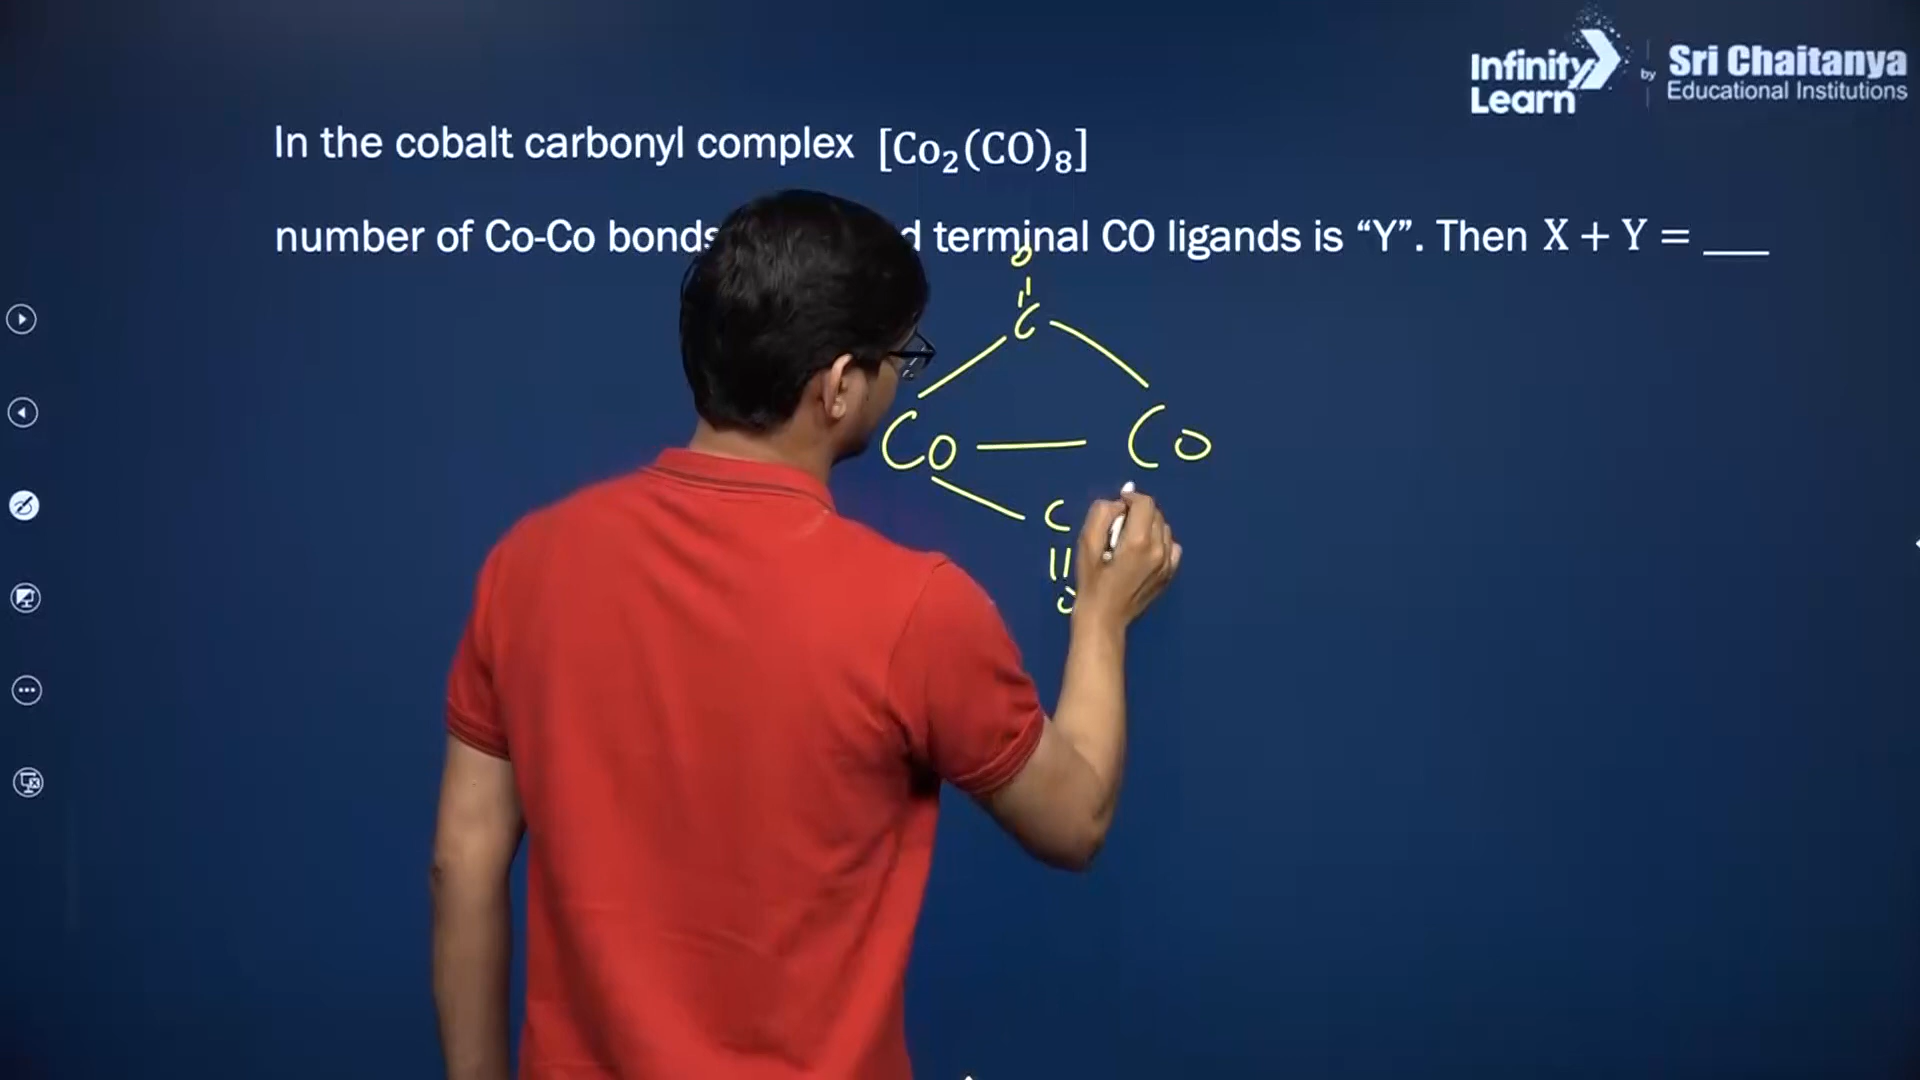 Infinity Learn by Sri Chaitanya Educational Institutions
In the cobalt carbonyl complex [Co₂(CO)₈]
number of Co-Co bonds terminal CO ligands is “Y”. Then X + Y = ___
O
C
Co — Co
C
O